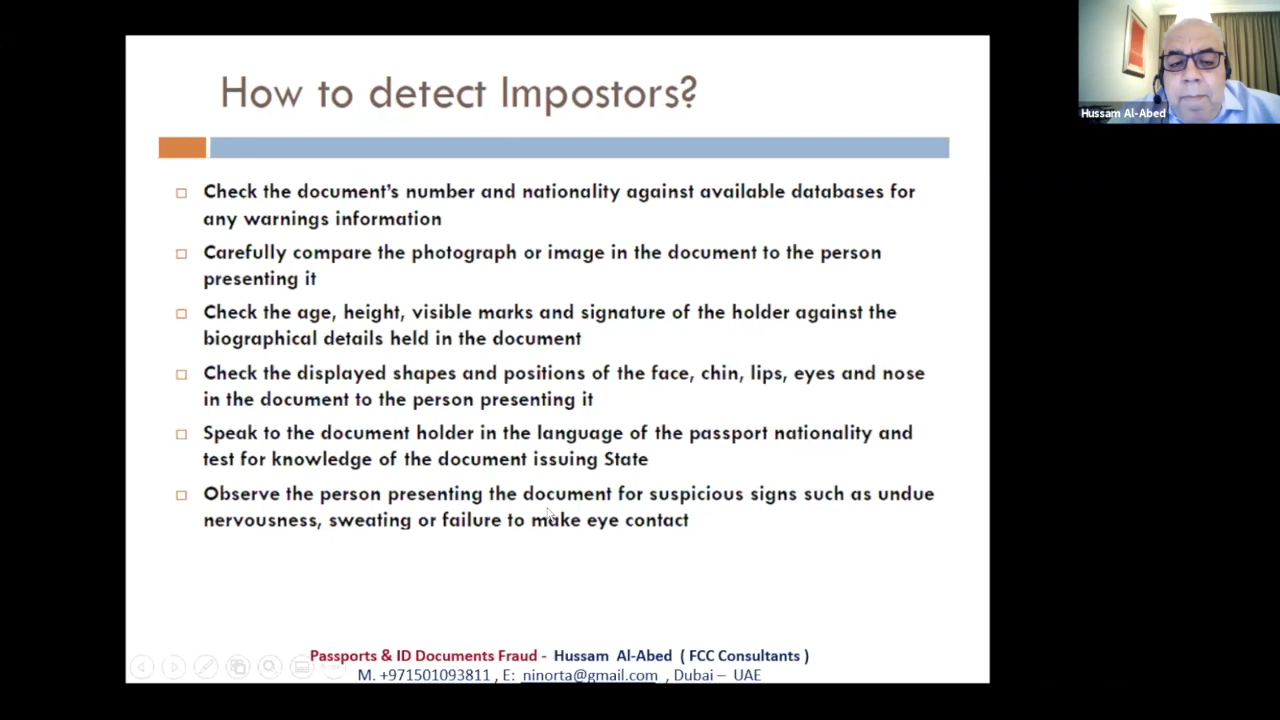 How to detect Impostors?
Hussam Al-Abed
Check the document's number and nationality against available databases for
any warnings information
Carefully compare the photograph or image in the document to the person
presenting it
Check the age, height, visible marks and signature of the holder against the
biographical details held in the document
Check the displayed shapes and positions of the face, chin, lips, eyes and nose
in the document to the person presenting it
Speak to the document holder in the language of the passport nationality and
test for knowledge of the document issuing State
Observe the person presenting the document for suspicious signs such as undue
nervousness, sweating or failure to make eye contact
Passports & ID Documents Fraud - Hussam Al-Abed ( FCC Consultants )
M. +971501093811 , E: ninorta@gmail.com , Dubai – UAE